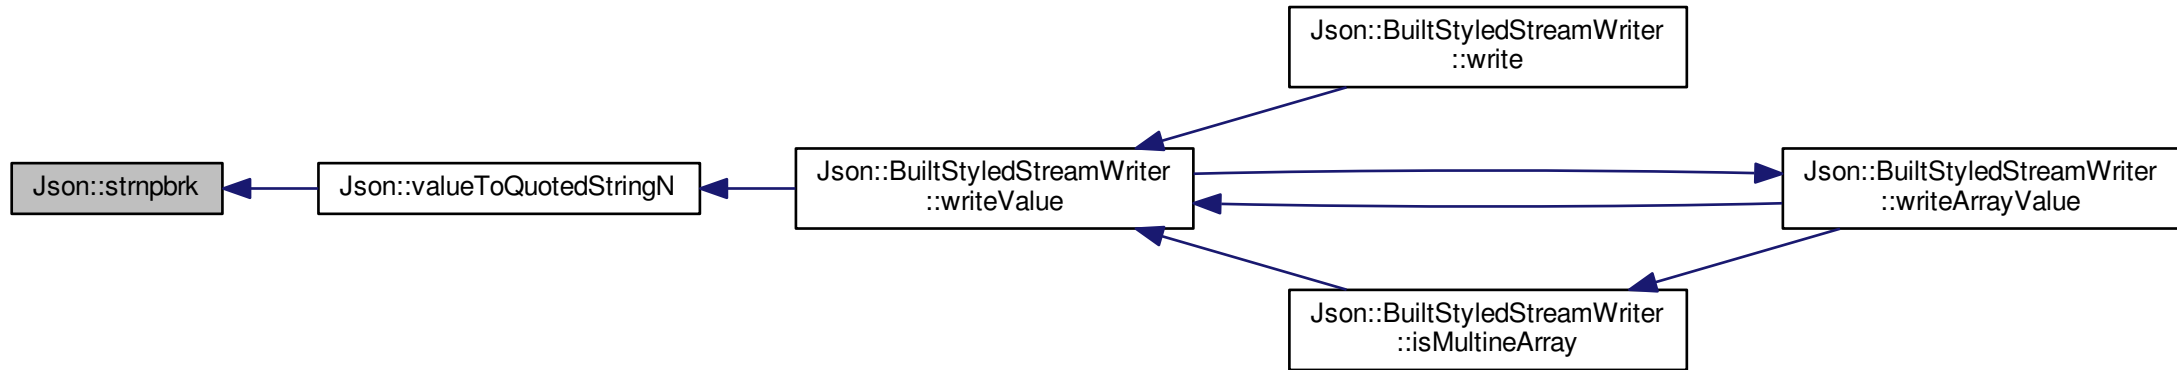 Json::strnpbrk
Json::valueToQuotedStringN
Json::BuiltStyledStreamWriter
::writeValue
Json::BuiltStyledStreamWriter
::write
Json::BuiltStyledStreamWriter
::writeArrayValue
Json::BuiltStyledStreamWriter
::isMultineArray